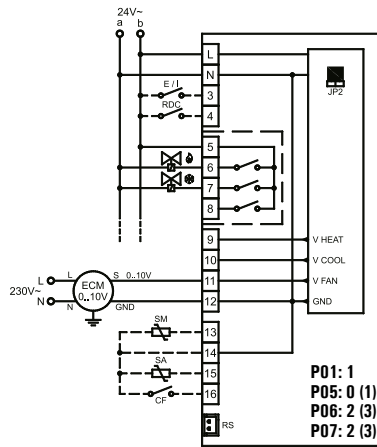 24V~
a b
L
N
JP2
E / I
3
RDC
4
5
6
7
8
9
V HEAT
10
V COOL
L
L
S 0..10V
11
V FAN
230V~
ECM
0..10V
N
N
GND
12
GND
SM
13
14
SA
15
CF
16
RS
P01: 1
P05: 0 (1)
P06: 2 (3)
P07: 2 (3)